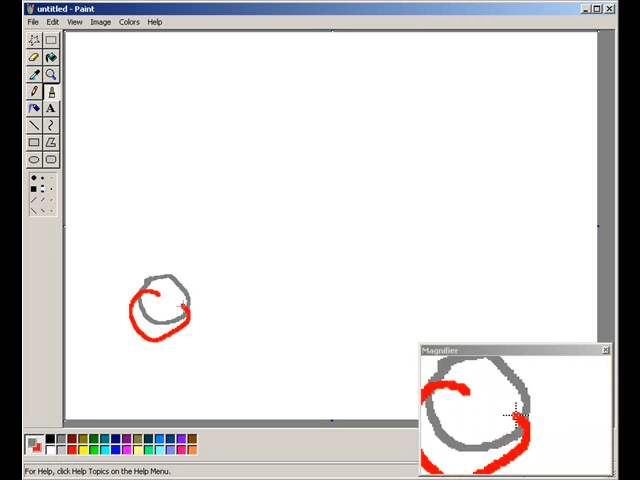 untitled - Paint
File Edit View Image Colors Help
A
Magnifier
For Help, click Help Topics on the Help Menu.